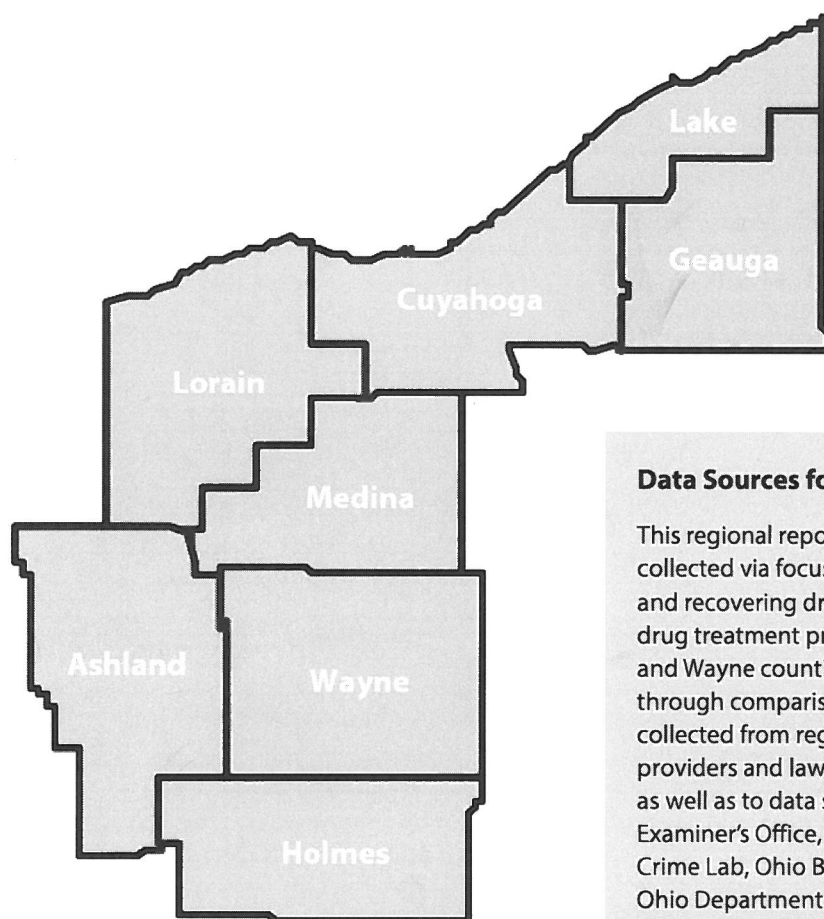 Lake
Geauga
Cuyahoga
Lorain
Medina
Ashland
Wayne
Holmes
Data Sources fo
This regional repo
collected via focus
and recovering dr
drug treatment pr
and Wayne count
through comparis
collected from reg
providers and law
as well as to data s
Examiner's Office,
Crime Lab, Ohio B
Ohio Department